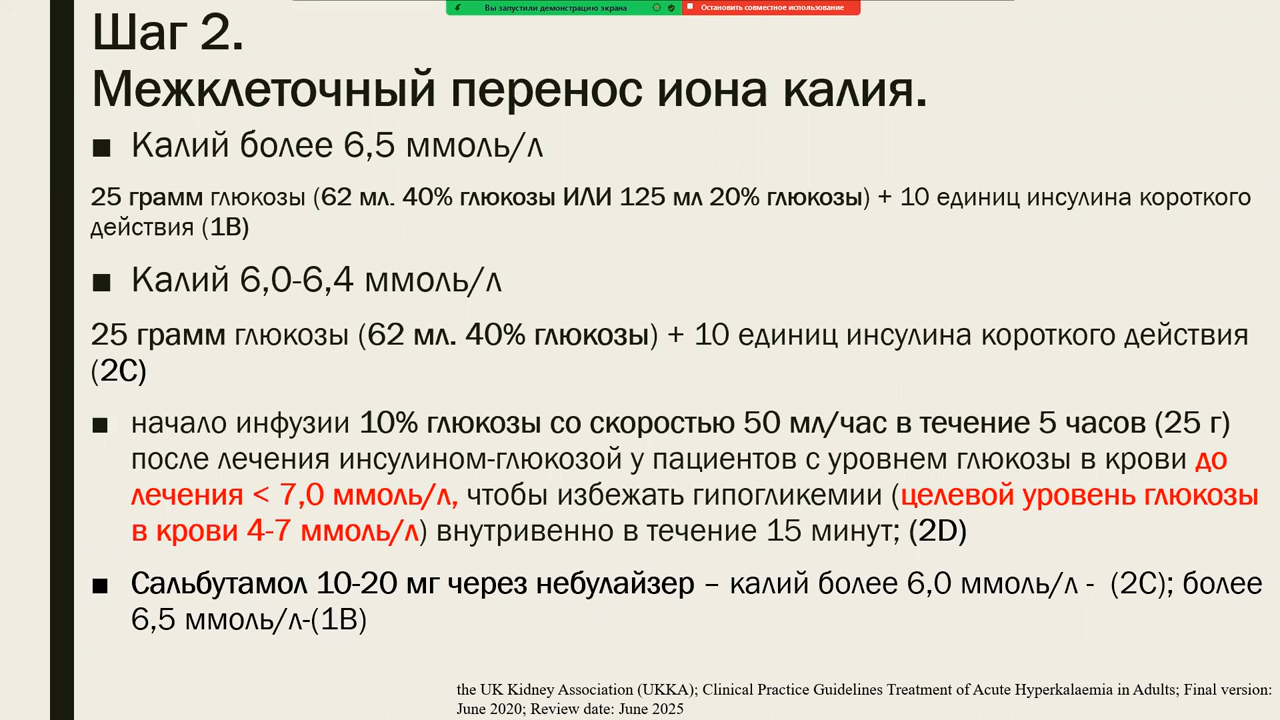 Вы запустили демонстрацию экрана
Остановить совместное использование
Шаг 2.
Межклеточный перенос иона калия.
■ Калий более 6,5 ммоль/л
25 грамм глюкозы (62 мл. 40% глюкозы ИЛИ 125 мл 20% глюкозы) + 10 единиц инсулина короткого
действия (1B)
■ Калий 6,0-6,4 ммоль/л
25 грамм глюкозы (62 мл. 40% глюкозы) + 10 единиц инсулина короткого действия
(2C)
■ начало инфузии 10% глюкозы со скоростью 50 мл/час в течение 5 часов (25 г)
после лечения инсулином-глюкозой у пациентов с уровнем глюкозы в крови до
лечения < 7,0 ммоль/л, чтобы избежать гипогликемии (целевой уровень глюкозы
в крови 4-7 ммоль/л) внутривенно в течение 15 минут; (2D)
■ Сальбутамол 10-20 мг через небулайзер – калий более 6,0 ммоль/л - (2C); более
6,5 ммоль/л-(1B)
the UK Kidney Association (UKKA); Clinical Practice Guidelines Treatment of Acute Hyperkalaemia in Adults; Final version:
June 2020; Review date: June 2025